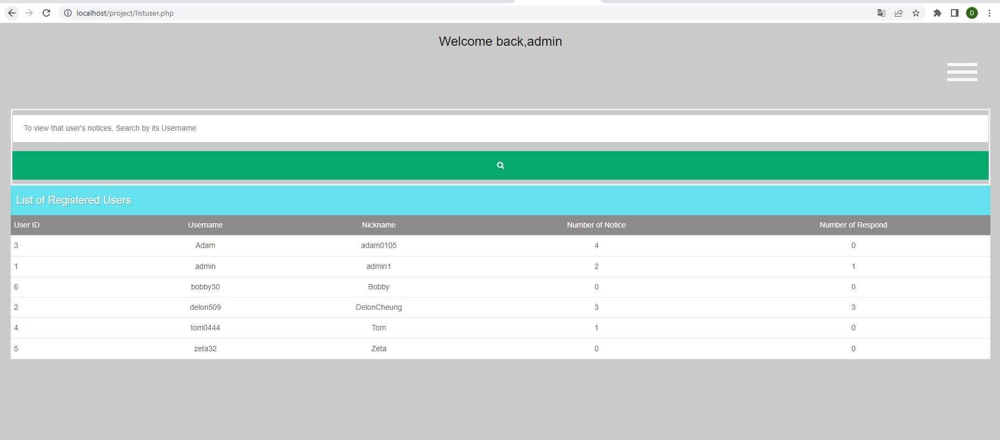 localhost/project/listuser.php
D
Welcome back,admin
To view that user's notices, Search by its Username
List of Registered Users
User ID Username Nickname Number of Notice Number of Respond
3 Adam adam0105 4 0
1 admin admin1 2 1
6 bobby30 Bobby 0 0
2 delon509 DelonCheung 3 3
4 tom0444 Tom 1 0
5 zeta32 Zeta 0 0